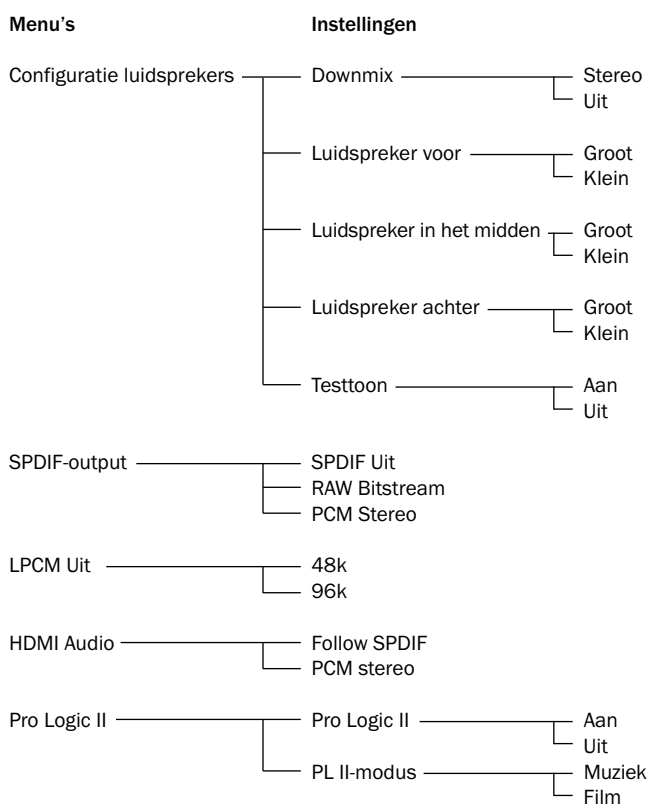 Menu's Instellingen
Configuratie luidsprekers Downmix Stereo
Uit
Luidspreker voor Groot
Klein
Luidspreker in het midden Groot
Klein
Luidspreker achter Groot
Klein
Testtoon Aan
Uit
SPDIF-output SPDIF Uit
RAW Bitstream
PCM Stereo
LPCM Uit 48k
96k
HDMI Audio Follow SPDIF
PCM stereo
Pro Logic II Pro Logic II Aan
Uit
PL II-modus Muziek
Film